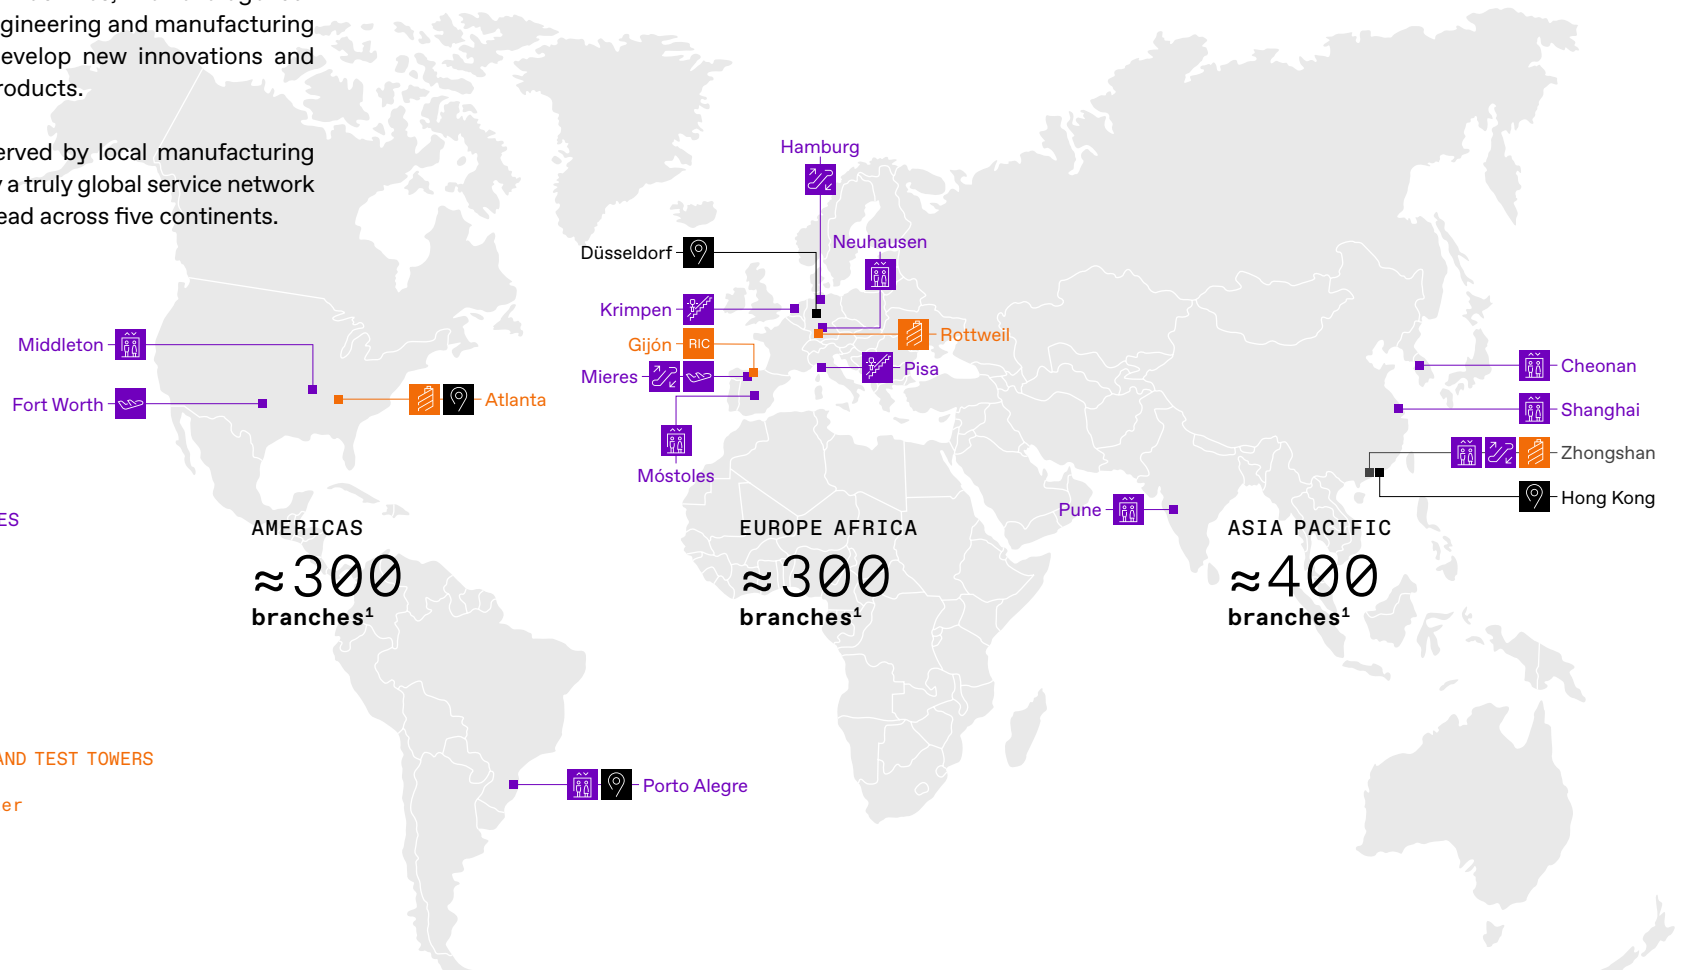 gineering and manufacturing
evelop new innovations and
roducts.
erved by local manufacturing
a truly global service network
ead across five continents.
Hamburg
Neuhausen
Düsseldorf
Krimpen
Rottweil
Gijón
RIC
Middleton
Pisa
Mieres
Cheonan
Fort Worth
Atlanta
Shanghai
Zhongshan
Móstoles
Hong Kong
Pune
ES
AMERICAS
≈300
branches¹
EUROPE AFRICA
≈300
branches¹
ASIA PACIFIC
≈400
branches¹
AND TEST TOWERS
er
Porto Alegre